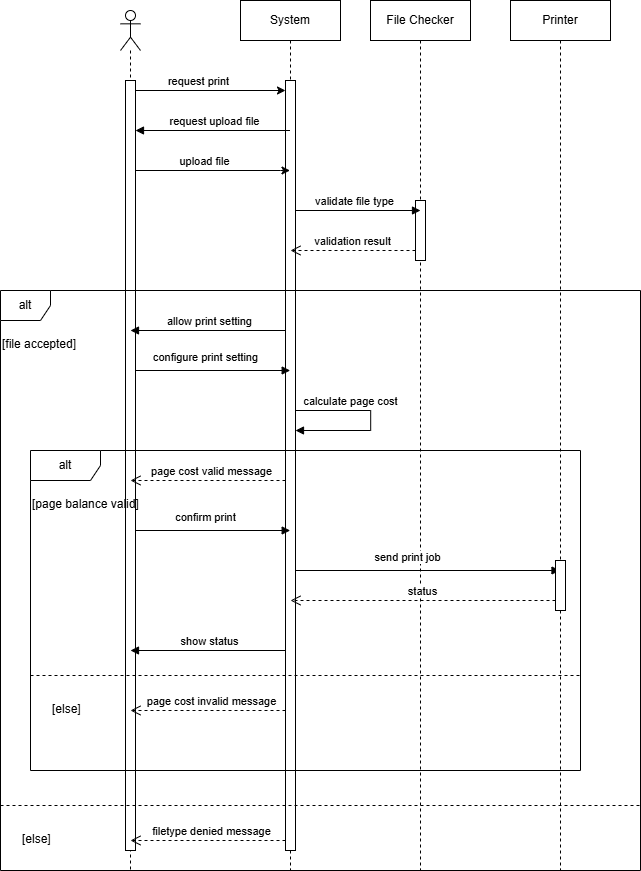 System
File Checker
Printer
request print
request upload file
upload file
validate file type
validation result
alt
allow print setting
[file accepted]
configure print setting
calculate page cost
alt
page cost valid message
[page balance valid]
confirm print
send print job
status
show status
page cost invalid message
[else]
filetype denied message
[else]